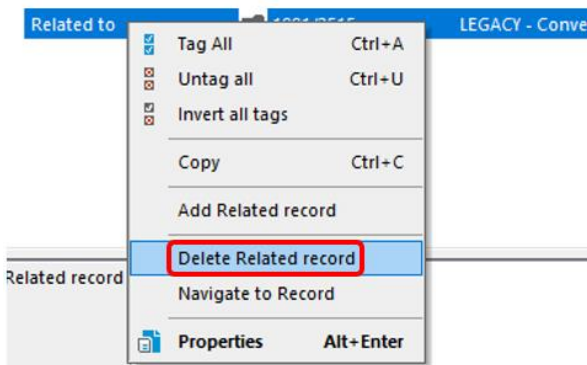 Related to LEGACY - Conve
Tag All Ctrl+A
Untag all Ctrl+U
Invert all tags
Copy Ctrl+C
Add Related record
Delete Related record
Related record
Navigate to Record
Properties Alt+Enter